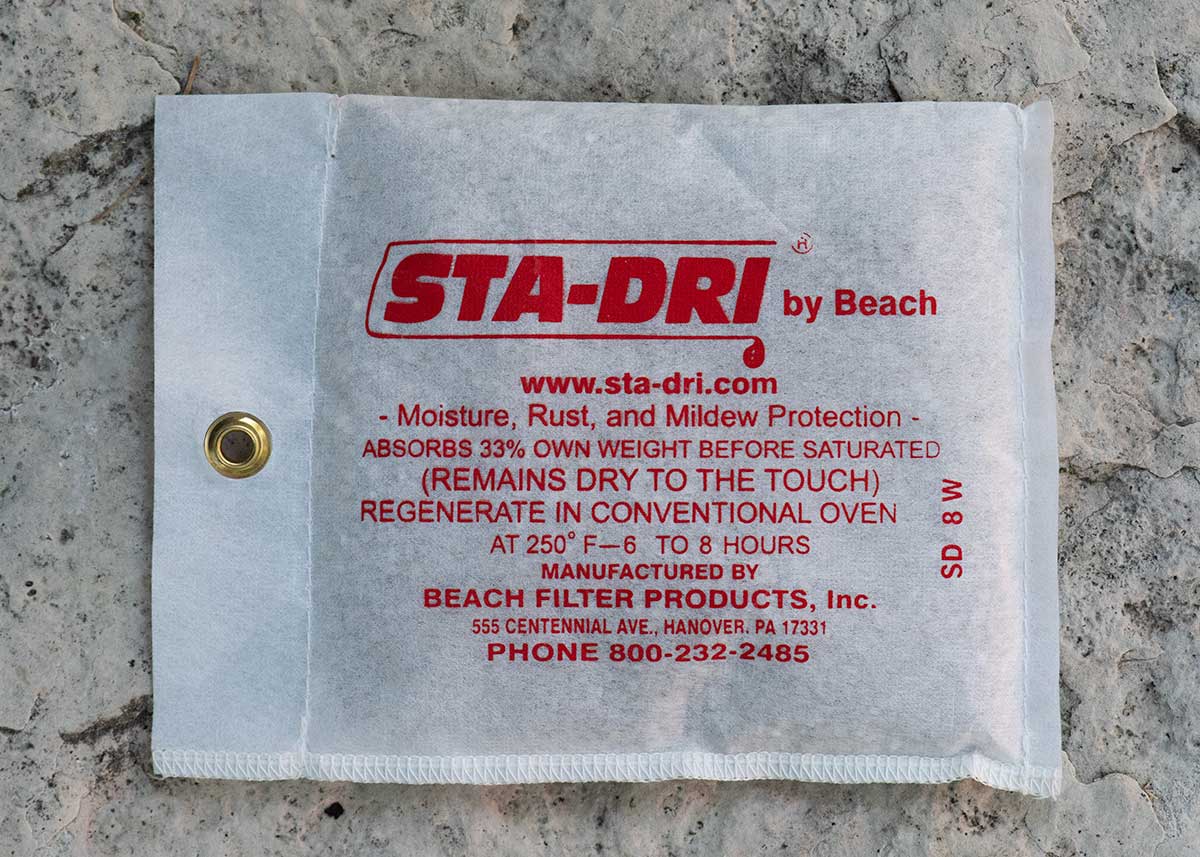 STA-DRI ® by Beach
www.sta-dri.com
- Moisture, Rust, and Mildew Protection -
ABSORBS 33% OWN WEIGHT BEFORE SATURATED
(REMAINS DRY TO THE TOUCH)
REGENERATE IN CONVENTIONAL OVEN
AT 250° F—6 TO 8 HOURS
MANUFACTURED BY
BEACH FILTER PRODUCTS, Inc.
555 CENTENNIAL AVE., HANOVER. PA 17331
PHONE 800-232-2485
SD 8 W